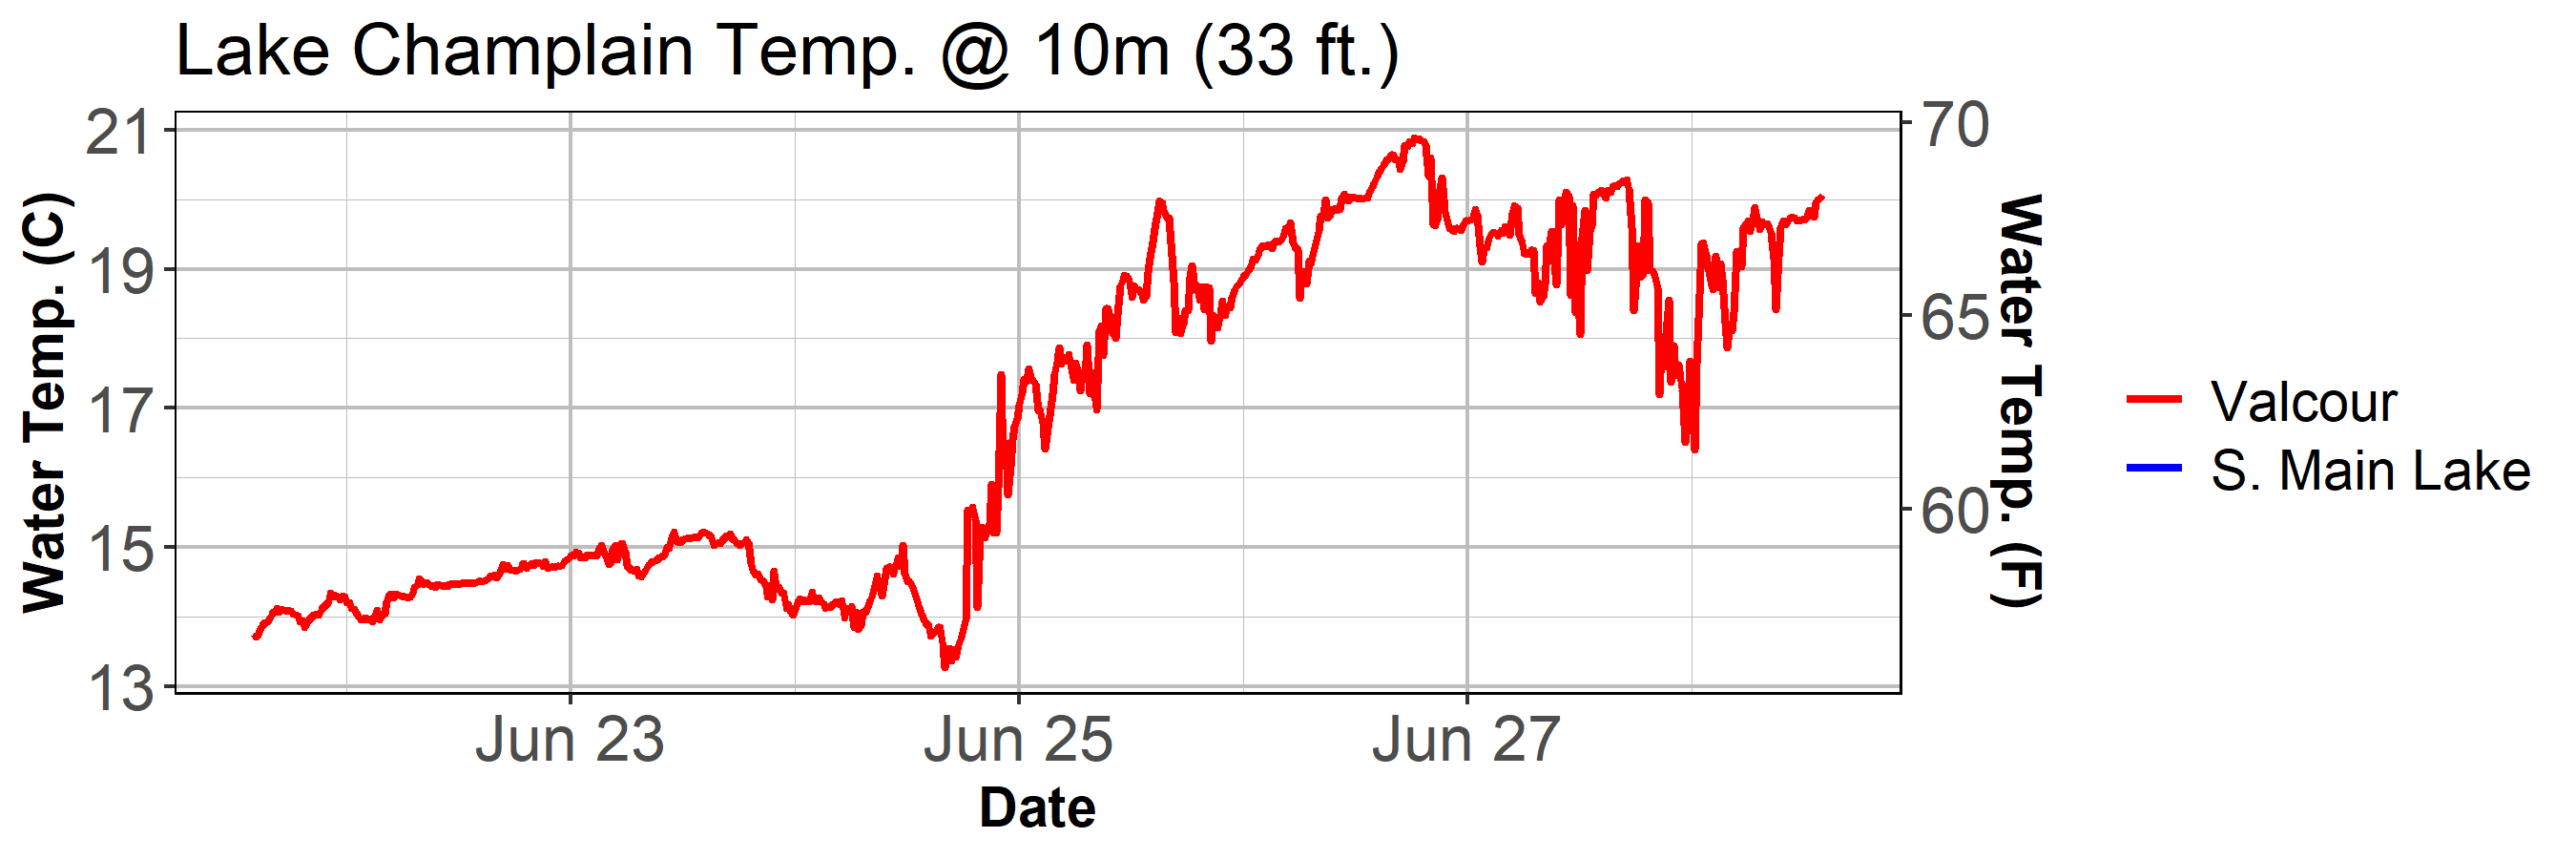 Lake Champlain Temp. @ 10m (33 ft.)
Water Temp. (C)
21
19
17
15
13
70
65
60
Water Temp. (F)
Jun 23
Jun 25
Jun 27
Date
Valcour
S. Main Lake